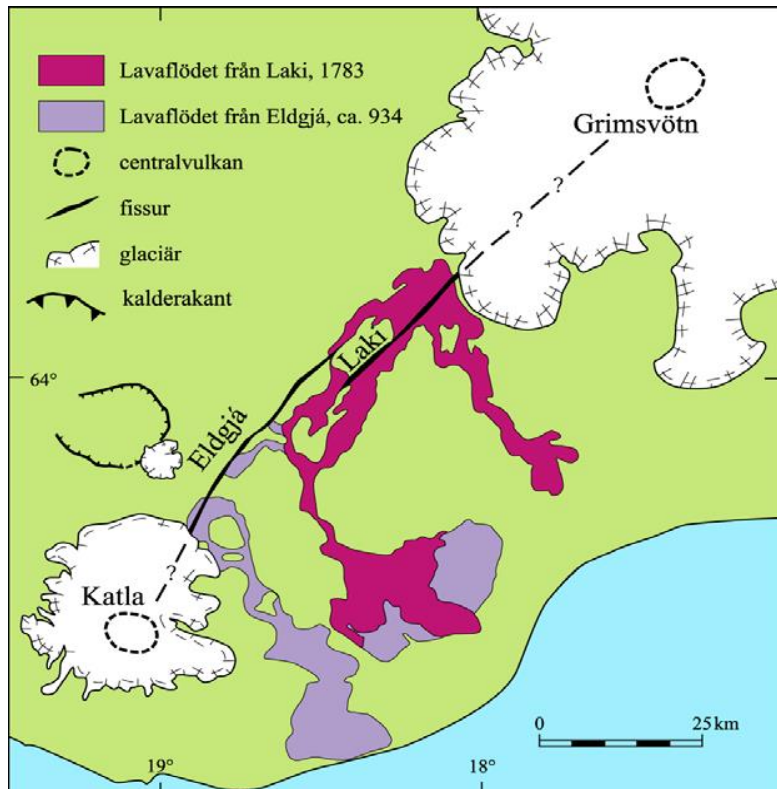 18°
Lavaflödet från Laki, 1783
Lavaflödet från Eldgjá, ca. 934
centralvulkan
fissur
glaciär
kalderakant
Grimsvötn
?
?
Laki
64°
Eldgjá
?
Katla
0 25 km
19° 18°